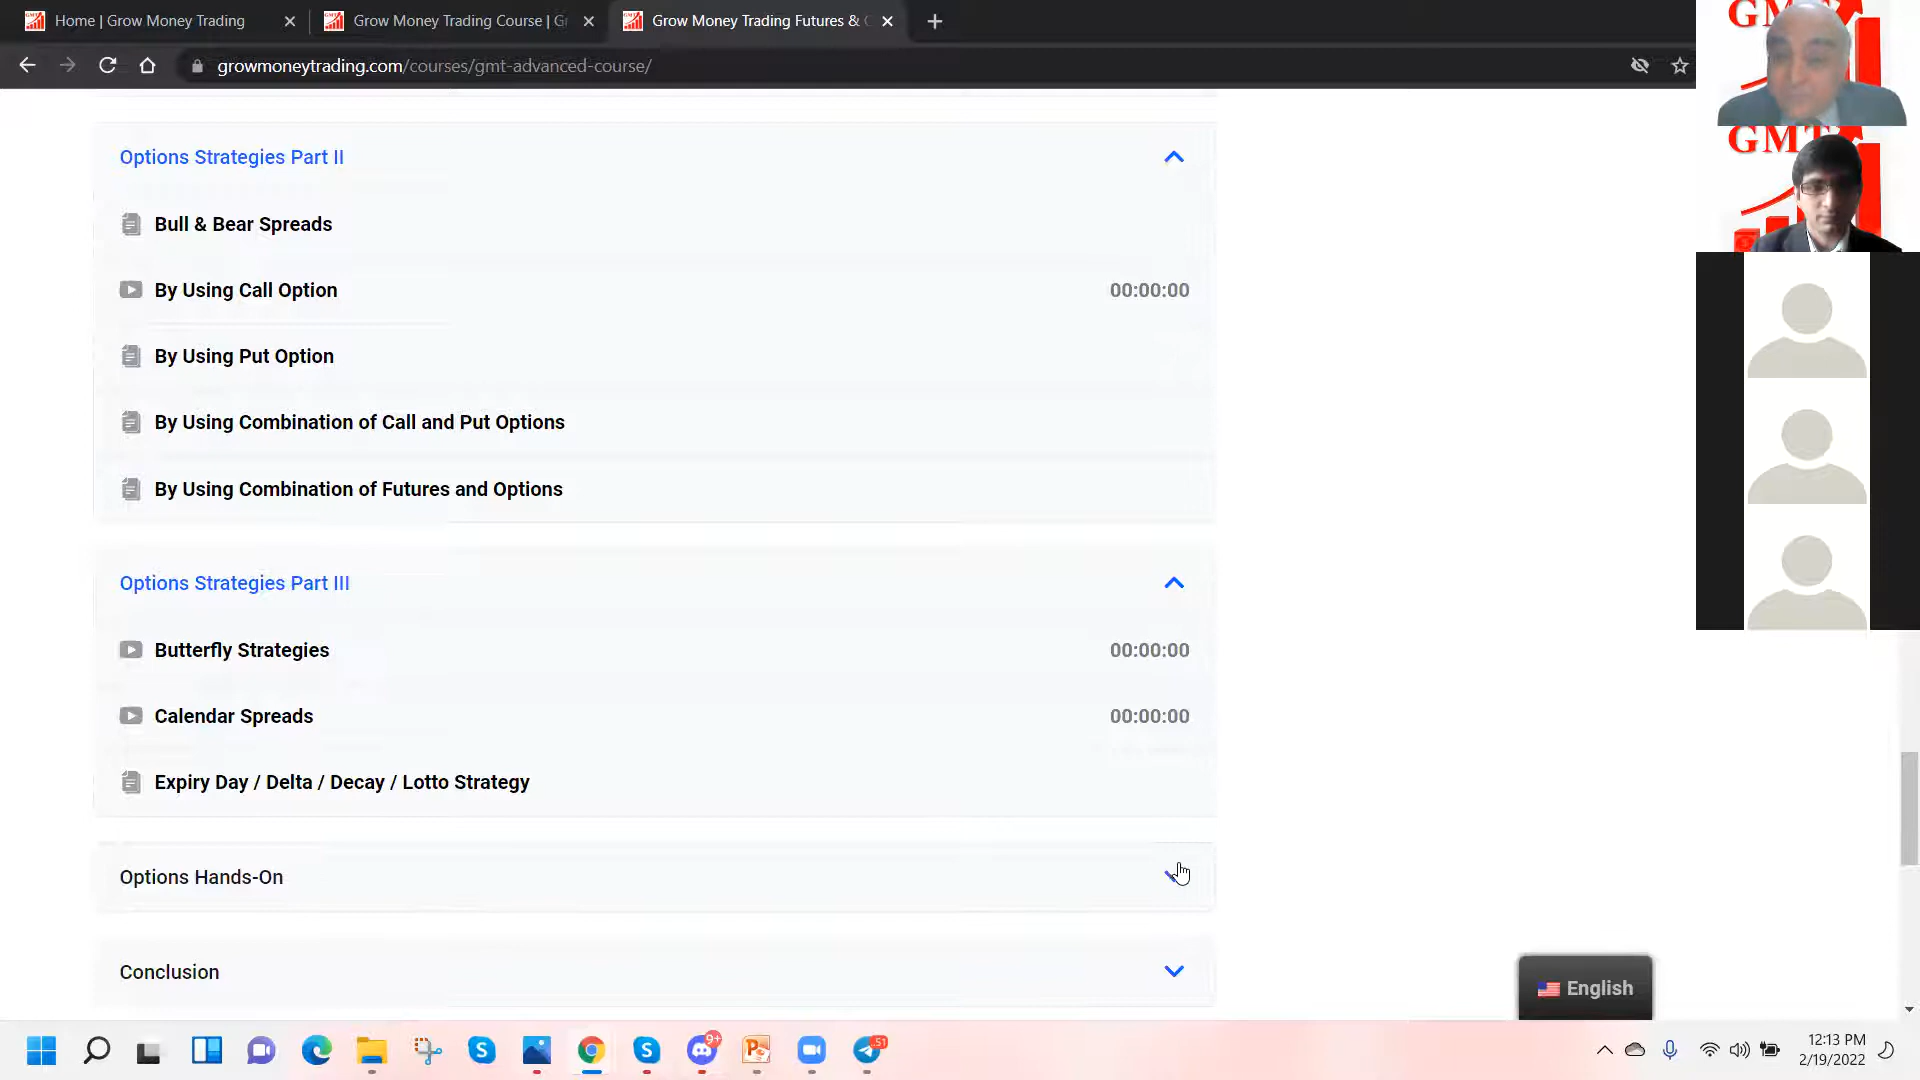 Home | Grow Money Trading
Grow Money Trading Course | G
Grow Money Trading Futures &
growmoneytrading.com/courses/gmt-advanced-course/
GMT
GMT
Options Strategies Part II
Bull & Bear Spreads
By Using Call Option 00:00:00
By Using Put Option
By Using Combination of Call and Put Options
By Using Combination of Futures and Options
Options Strategies Part III
Butterfly Strategies 00:00:00
Calendar Spreads 00:00:00
Expiry Day / Delta / Decay / Lotto Strategy
Options Hands-On
Conclusion
English
9+
51
12:13 PM
2/19/2022